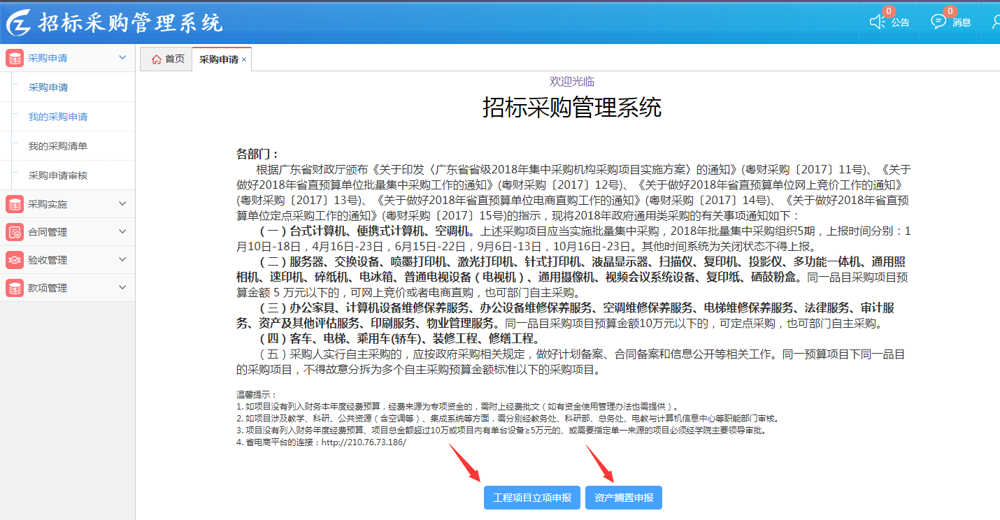 招标采购管理系统
0
公告
0
消息
采购申请
采购申请
我的采购申请
我的采购清单
采购申请审核
采购实施
合同管理
验收管理
款项管理
首页
采购申请 ×
欢迎光临
招标采购管理系统
各部门：
根据广东省财政厅颁布《关于印发〈广东省省级2018年集中采购机构采购项目实施方案〉的通知》(粤财采购〔2017〕11号)、《关于
做好2018年省直预算单位批量集中采购工作的通知》(粤财采购〔2017〕12号)、《关于做好2018年省直预算单位网上竞价工作的通知》
(粤财采购〔2017〕13号)、《关于做好2018年省直预算单位电商直购工作的通知》(粤财采购〔2017〕14号)、《关于做好2018年省直预
算单位定点采购工作的通知》(粤财采购〔2017〕15号)的指示，现将2018年政府通用类采购的有关事项通知如下：
（一）台式计算机、便携式计算机、空调机。上述采购项目应当实施批量集中采购，2018年批量集中采购组织5期，上报时间分别：1
月10日-18日，4月16日-23日，6月15日-22日，9月6日-13日，10月16日-23日。其他时间系统为关闭状态不得上报。
（二）服务器、交换设备、喷墨打印机、激光打印机、针式打印机、液晶显示器、扫描仪、复印机、投影仪、多功能一体机、通用照
相机、速印机、碎纸机、电冰箱、普通电视设备（电视机）、通用摄像机、视频会议系统设备、复印纸、硒鼓粉盒。同一品目采购项目预
算金额 5 万元以下的，可网上竞价或者电商直购，也可部门自主采购。
（三）办公家具、计算机设备维修保养服务、办公设备维修保养服务、空调维修保养服务、电梯维修保养服务、法律服务、审计服
务、资产及其他评估服务、印刷服务、物业管理服务。同一品目采购项目预算金额10万元以下的，可定点采购，也可部门自主采购。
（四）客车、电梯、乘用车(轿车)、装修工程、修缮工程。
（五）采购人实行自主采购的，应按政府采购相关规定，做好计划备案、合同备案和信息公开等相关工作。同一预算项目下同一品目
的采购项目，不得故意分拆为多个自主采购预算金额标准以下的采购项目。
温馨提示：
1. 如项目没有列入财务本年度经费预算，经费来源为专项资金的，需附上经费批文（如有资金使用管理办法也需提供）。
2. 如项目涉及教学、科研、公共资源（含空调等）、集成系统等方面，需分别经教务处、科研部、总务处、电教与计算机信息中心等职能部门审核。
3. 项目没有列入财务年度经费预算、项目总金额超过10万或项目内有单台设备≥5万元的、或需要指定单一来源的项目必须经学院主要领导审批。
4. 省电商平台的连接：http://210.76.73.186/
工程项目立项申报
资产搁置申报